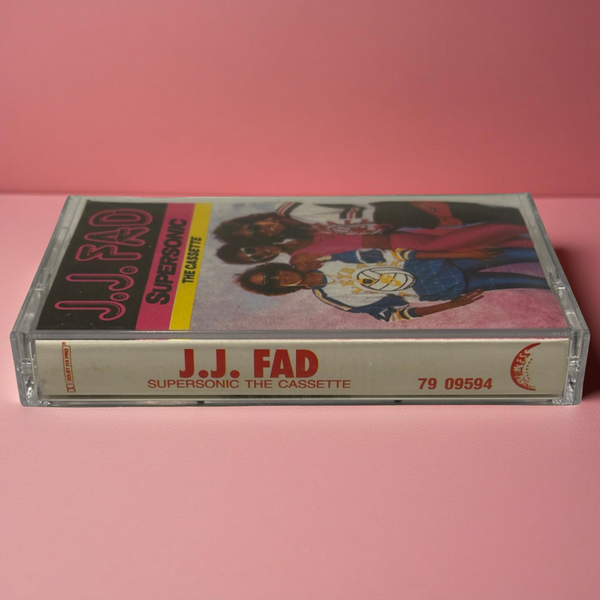 J.J. FAD
SUPERSONIC
THE CASSETTE
J.J. FAD
SUPERSONIC THE CASSETTE
79 09594